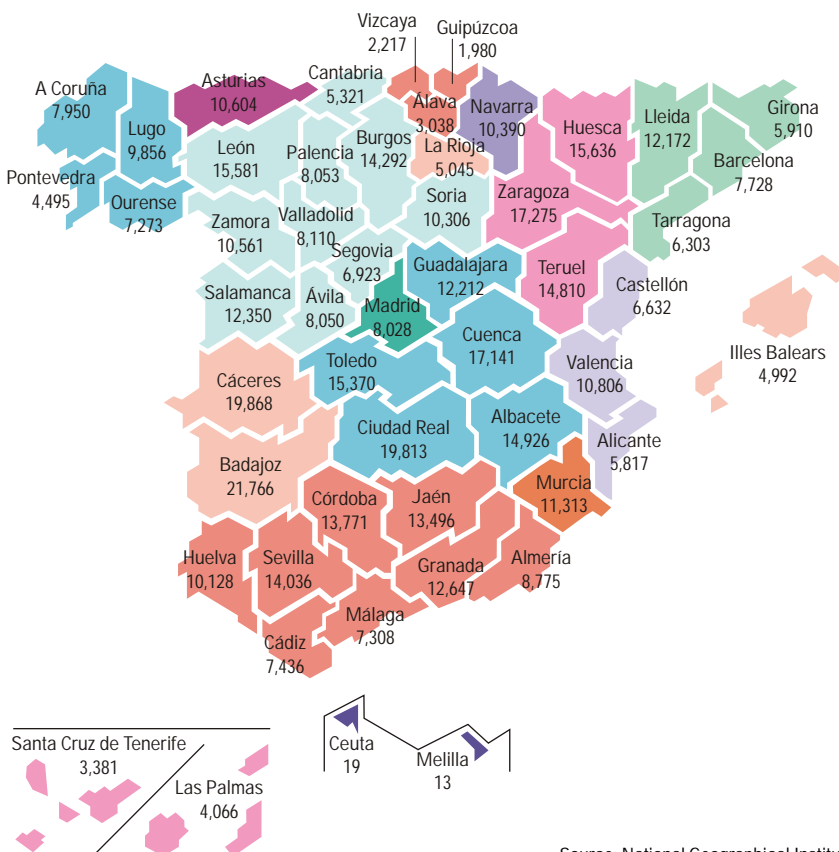 Vizcaya
2,217
Guipúzcoa
1,980
A Coruña
7,950
Lugo
9,856
Asturias
10,604
Cantabria
5,321
Álava
3,038
Navarra
10,390
Huesca
15,636
Lleida
12,172
Girona
5,910
Barcelona
7,728
Pontevedra
4,495
Ourense
7,273
León
15,581
Palencia
8,053
Burgos
14,292
La Rioja
5,045
Soria
10,306
Zaragoza
17,275
Tarragona
6,303
Zamora
10,561
Valladolid
8,110
Segovia
6,923
Guadalajara
12,212
Teruel
14,810
Castellón
6,632
Salamanca
12,350
Ávila
8,050
Madrid
8,028
Cuenca
17,141
Valencia
10,806
Illes Balears
4,992
Cáceres
19,868
Toledo
15,370
Ciudad Real
19,813
Albacete
14,926
Alicante
5,817
Badajoz
21,766
Córdoba
13,771
Jaén
13,496
Murcia
11,313
Huelva
10,128
Sevilla
14,036
Granada
12,647
Almería
8,775
Málaga
7,308
Cádiz
7,436
Santa Cruz de Tenerife
3,381
Las Palmas
4,066
Ceuta
19
Melilla
13
Source National Geographical Institu